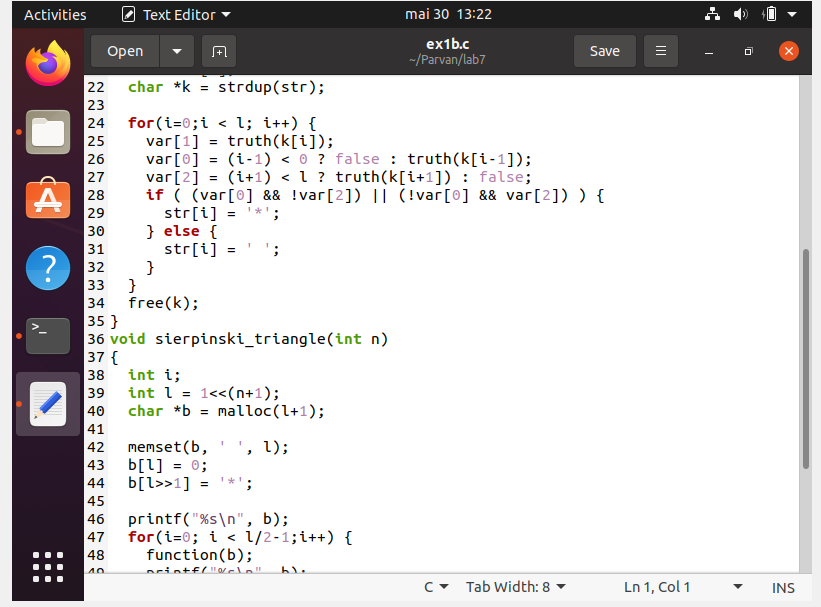 Activities Text Editor mai 30 13:22
Open ex1b.c Save
~/Parvan/lab7
22 char *k = strdup(str);
23
24 for(i=0;i < l; i++) {
25 var[1] = truth(k[i]);
26 var[0] = (i-1) < 0 ? false : truth(k[i-1]);
27 var[2] = (i+1) < l ? truth(k[i+1]) : false;
28 if ( (var[0] && !var[2]) || (!var[0] && var[2]) ) {
29 str[i] = '*';
30 } else {
31 str[i] = ' ';
32 }
33 }
34 free(k);
35 }
36 void sierpinski_triangle(int n)
37 {
38 int i;
39 int l = 1<<(n+1);
40 char *b = malloc(l+1);
41
42 memset(b, ' ', l);
43 b[l] = 0;
44 b[l>>1] = '*';
45
46 printf("%s\n", b);
47 for(i=0; i < l/2-1;i++) {
48 function(b);
49 printf("%s\n", b);
C Tab Width: 8 Ln 1, Col 1 INS